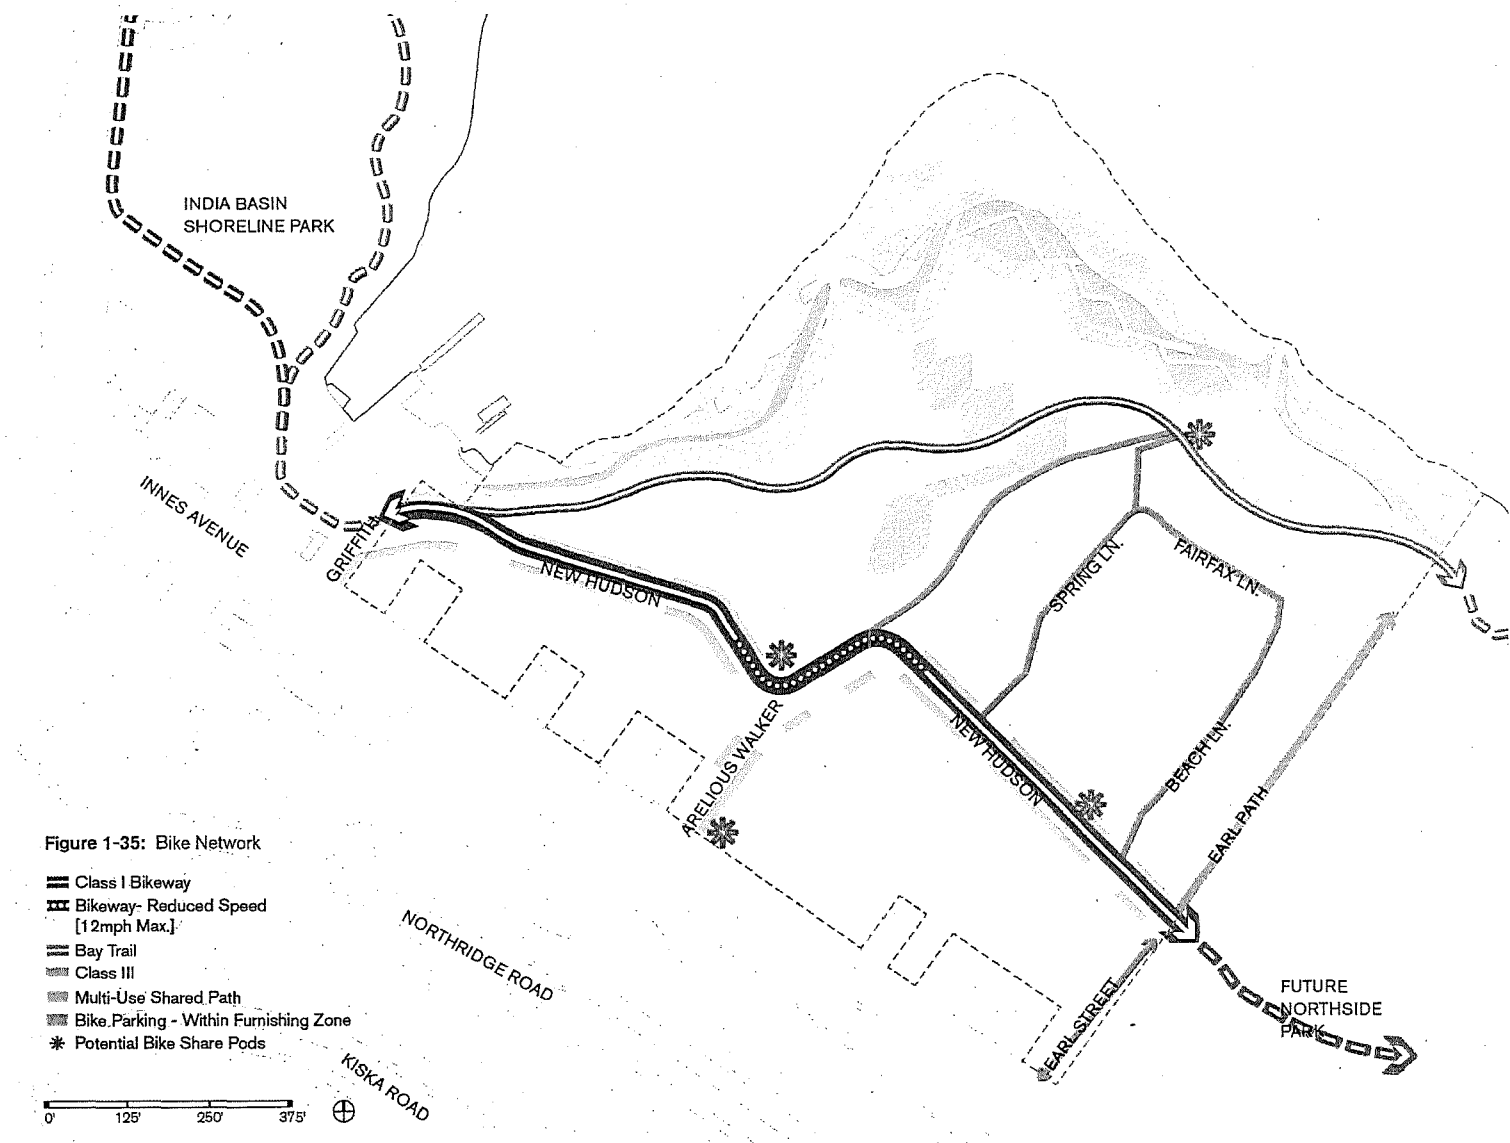 INDIA BASIN
SHORELINE PARK
INNES AVENUE
GRIFFITH
NEW HUDSON
SPRING LN.
FAIRFAX LN.
ARELIOUS WALKER
NEW HUDSON
BEACH LN.
EARL PATH
Figure 1-35: Bike Network
Class I Bikeway
Bikeway- Reduced Speed
[12mph Max.]
Bay Trail
Class III
Multi-Use Shared Path
Bike Parking - Within Furnishing Zone
Potential Bike Share Pods
NORTHRIDGE ROAD
EARL STREET
FUTURE
NORTHSIDE
PARK
KISKA ROAD
0' 125' 250' 375'